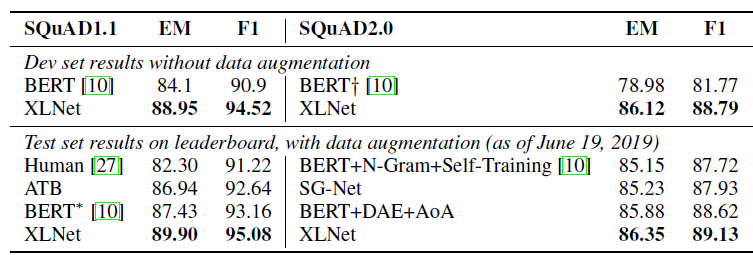 SQuAD1.1 EM F1 SQuAD2.0 EM F1
Dev set results without data augmentation
BERT [10] 84.1 90.9 BERT† [10] 78.98 81.77
XLNet 88.95 94.52 XLNet 86.12 88.79
Test set results on leaderboard, with data augmentation (as of June 19, 2019)
Human [27] 82.30 91.22 BERT+N-Gram+Self-Training [10] 85.15 87.72
ATB 86.94 92.64 SG-Net 85.23 87.93
BERT* [10] 87.43 93.16 BERT+DAE+AoA 85.88 88.62
XLNet 89.90 95.08 XLNet 86.35 89.13